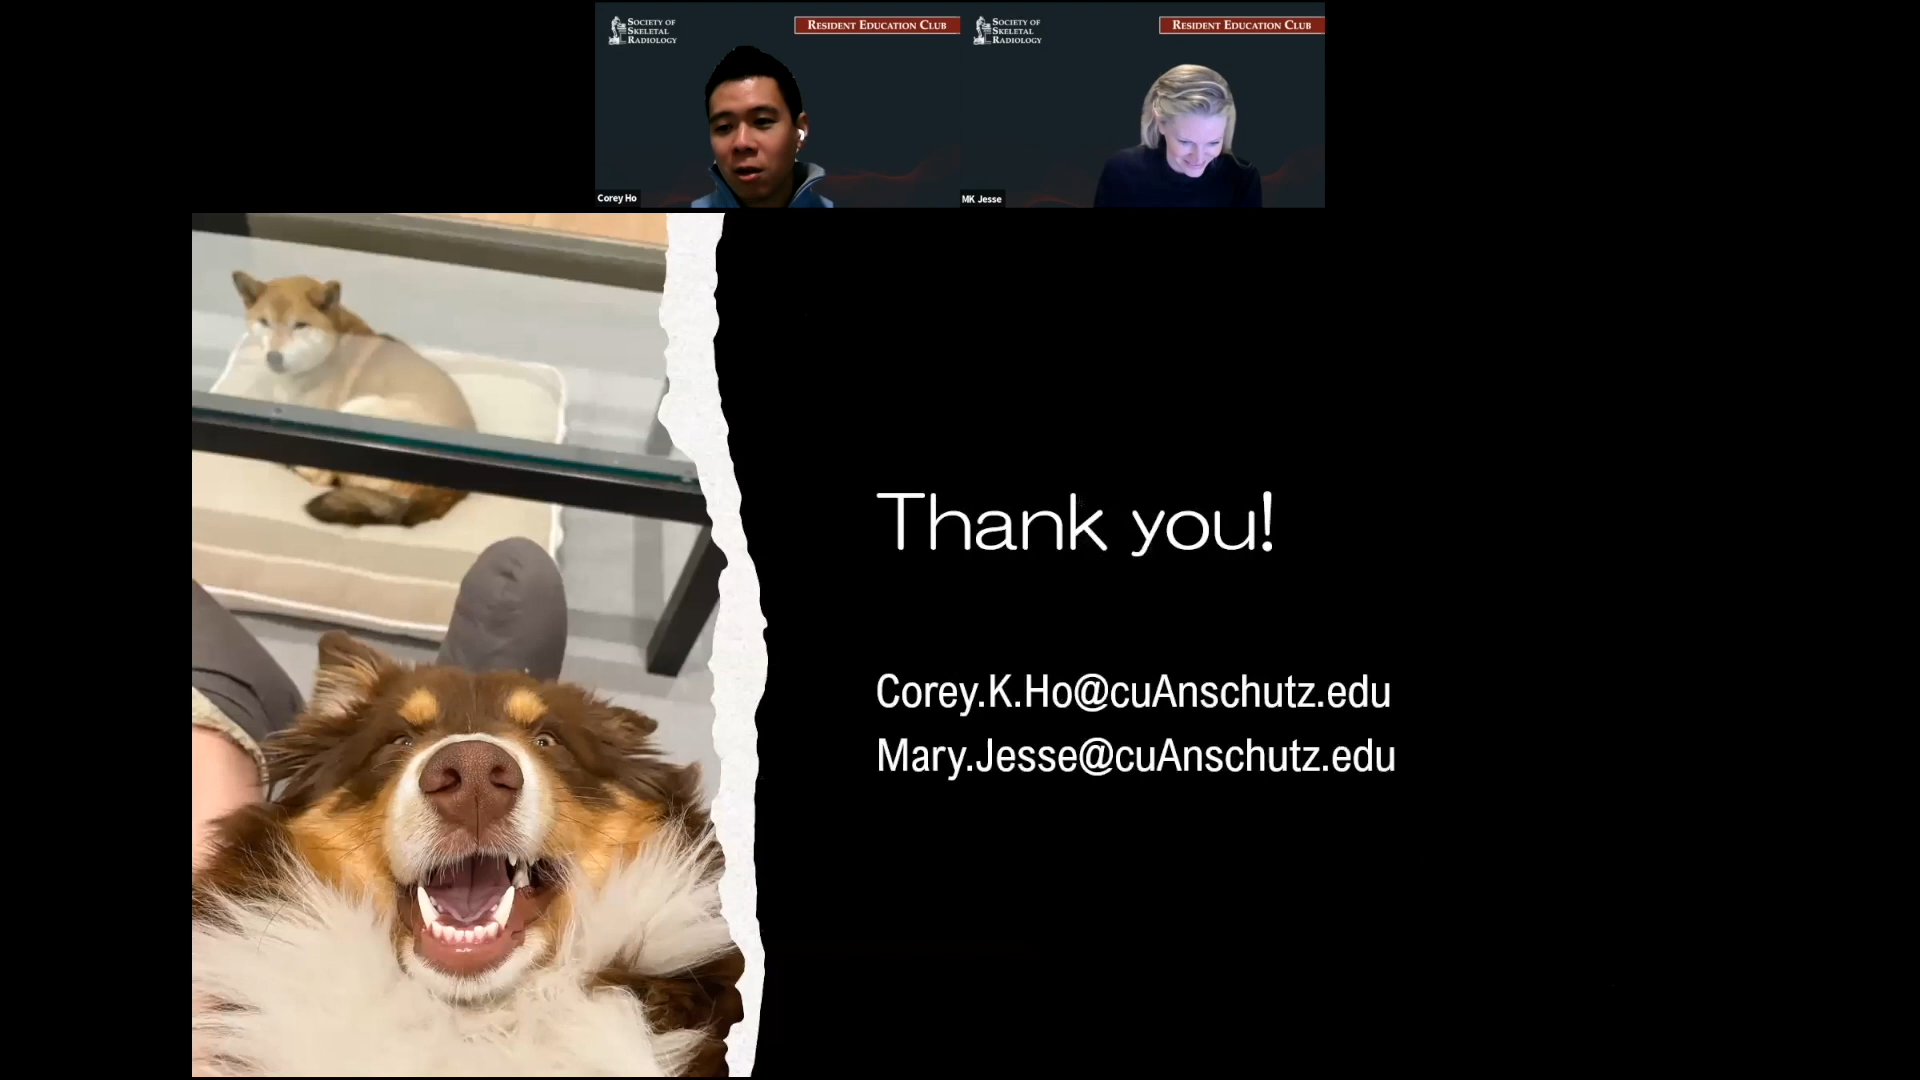 SOCIETY OF
SKELETAL
RADIOLOGY
RESIDENT EDUCATION CLUB
SOCIETY OF
SKELETAL
RADIOLOGY
RESIDENT EDUCATION CLUB
Corey Ho
MK Jesse
Thank you!
Corey.K.Ho@cuAnschutz.edu
Mary.Jesse@cuAnschutz.edu